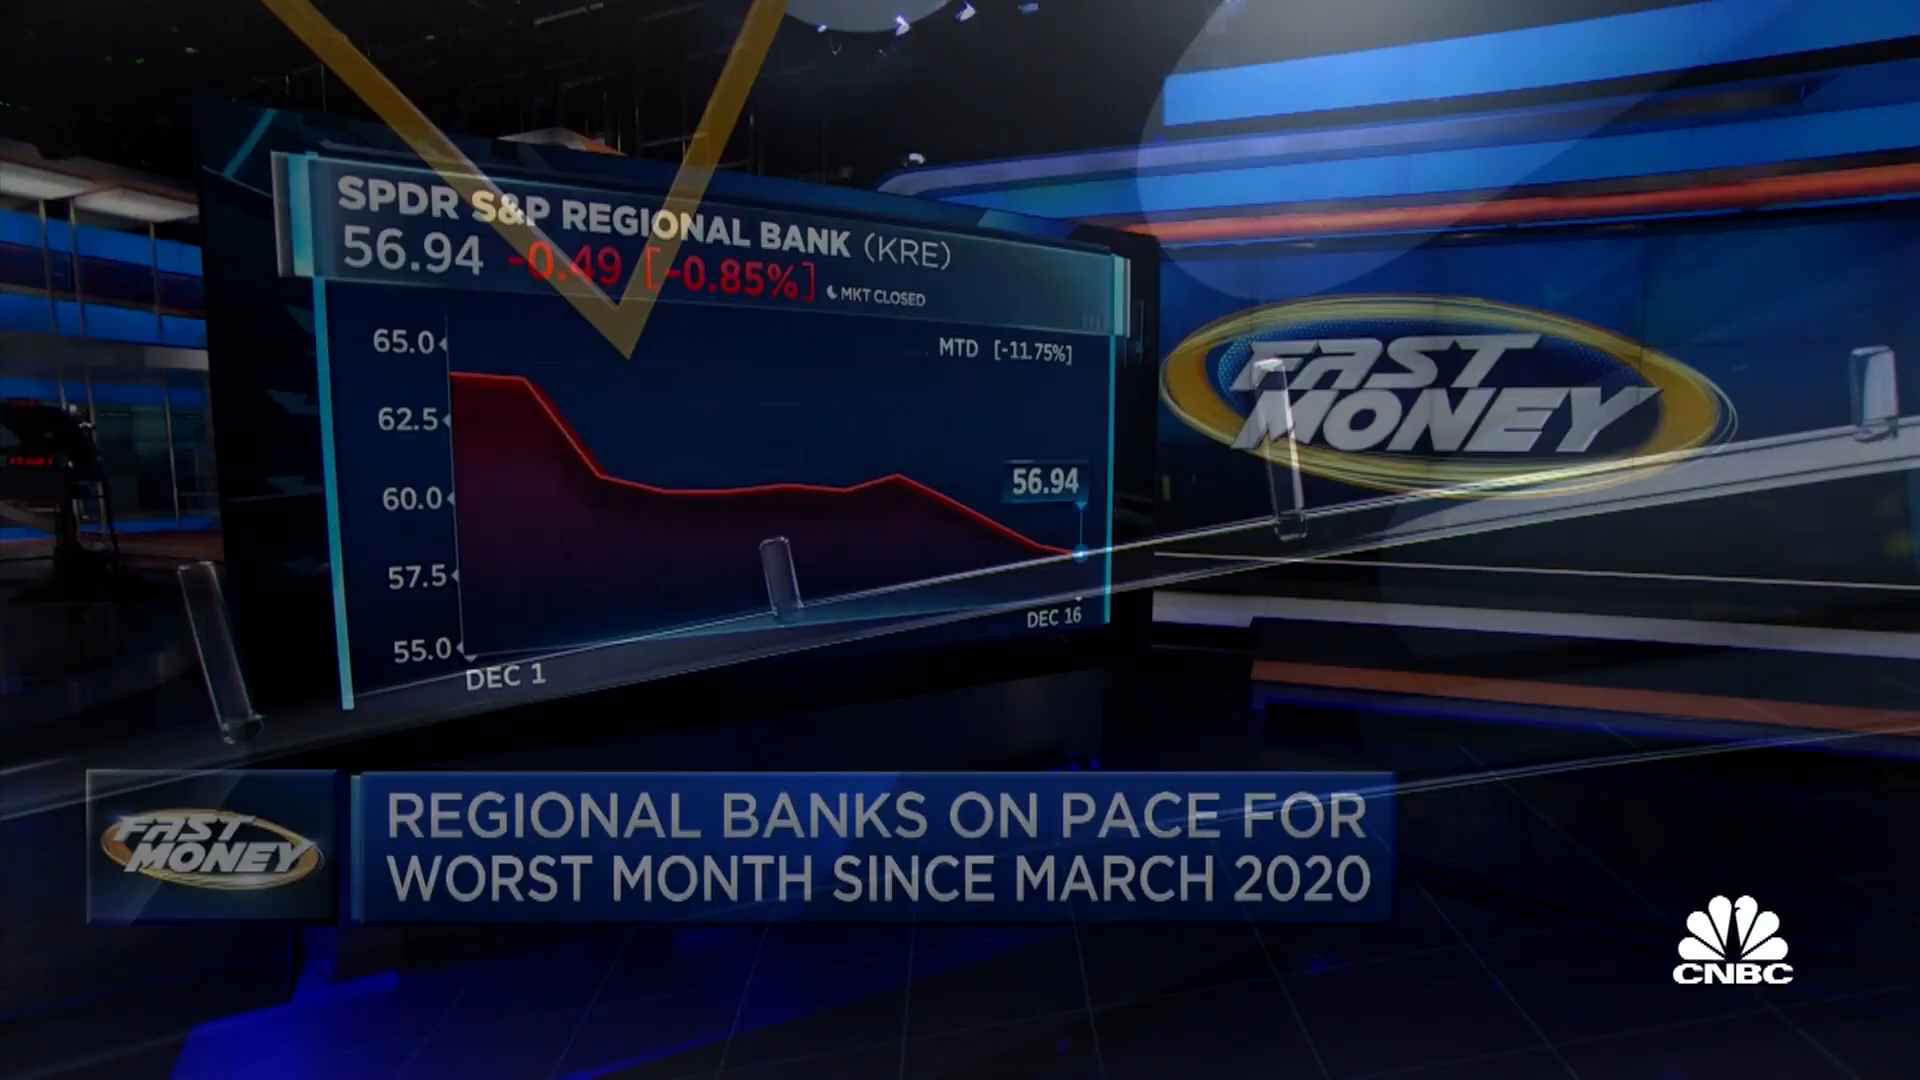 SPDR S&P REGIONAL BANK (KRE)
56.94 -0.49 [-0.85%] MKT CLOSED
MTD [-11.75%]
65.0
62.5
60.0
57.5
55.0
56.94
DEC 1
DEC 16
FAST
MONEY
FAST
MONEY
REGIONAL BANKS ON PACE FOR
WORST MONTH SINCE MARCH 2020
CNBC